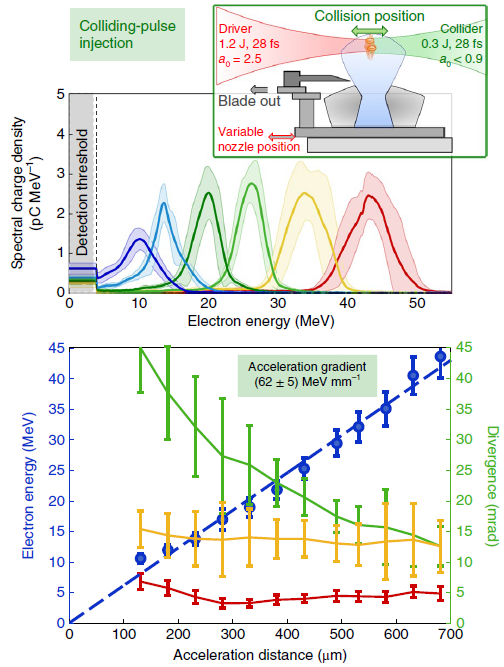 Colliding-pulse
injection
Collision position
Driver
1.2 J, 28 fs
a₀ = 2.5
Collider
0.3 J, 28 fs
a₀ < 0.9
Blade out
Variable
nozzle position
Spectral charge density
(pC MeV⁻¹)
5
4
3
2
1
0
Detection threshold
0 10 20 30 40 50
Electron energy (MeV)
Acceleration gradient
(62 ± 5) MeV mm⁻¹
Electron energy (MeV)
45
40
35
30
25
20
15
10
5
0
45
40
35
30
25
20
15
10
5
0
Divergence (mrad)
0 100 200 300 400 500 600 700
Acceleration distance (μm)